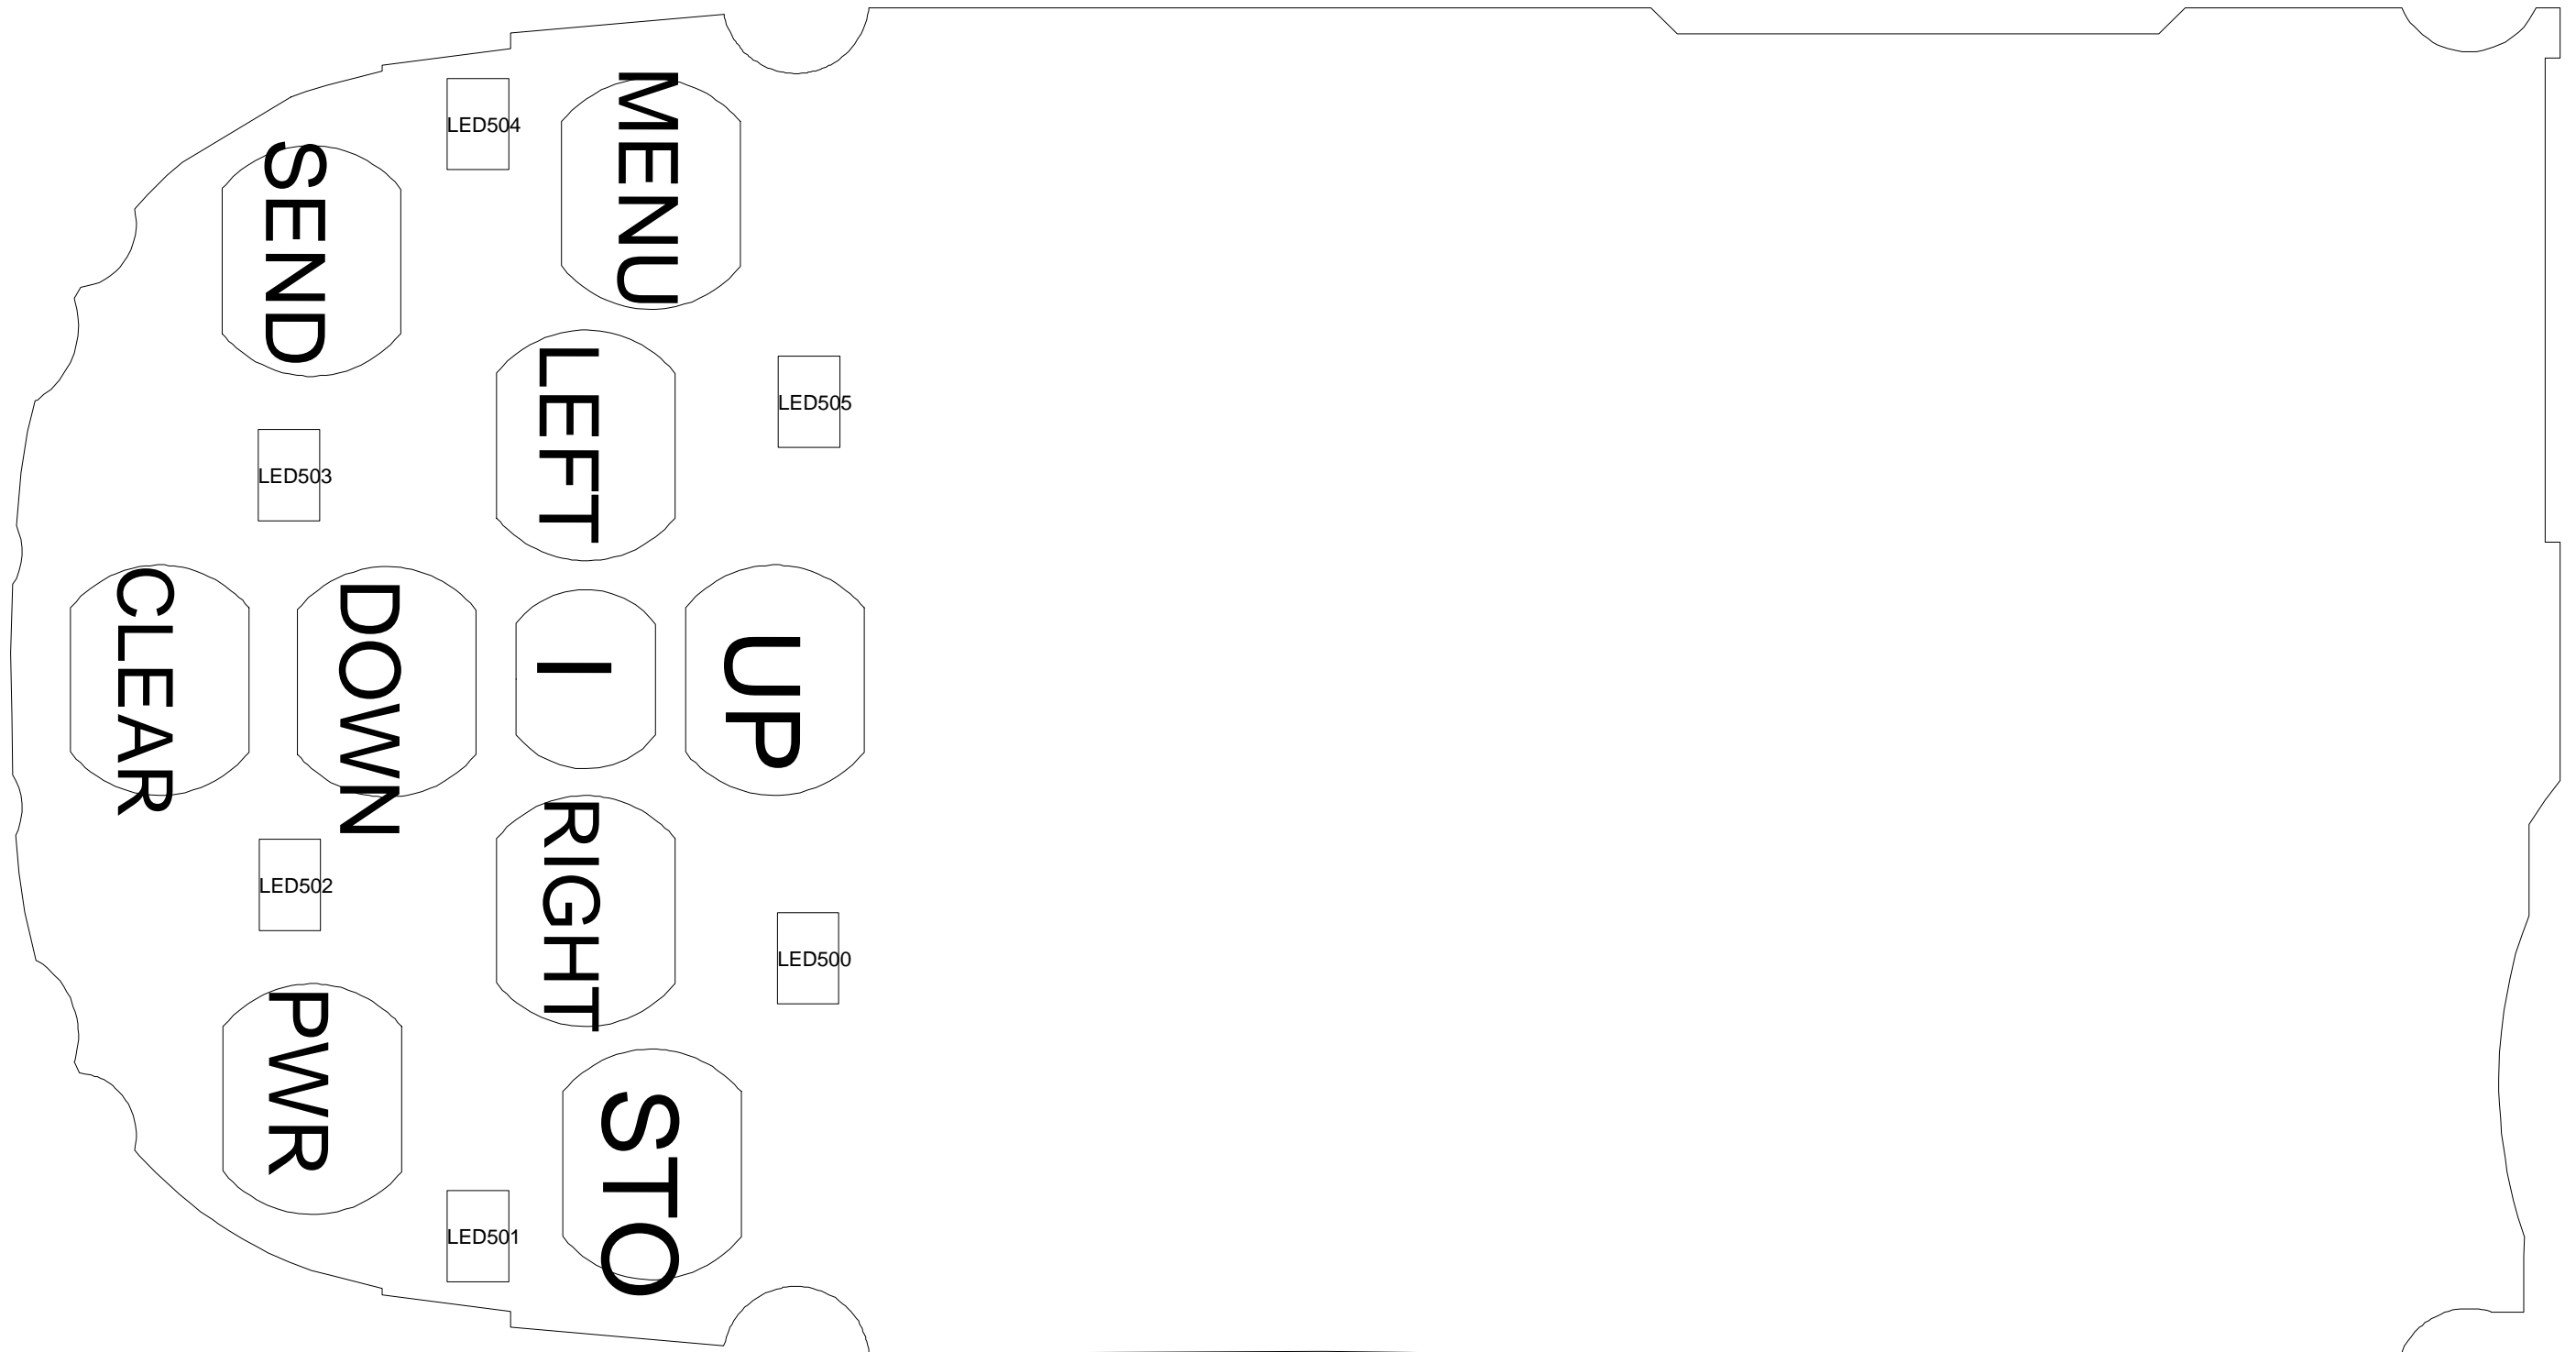 LED504
MENU
SEND
LEFT
LED505
LED503
CLEAR
DOWN
I
UP
LED502
RIGHT
LED500
PWR
STO
LED501